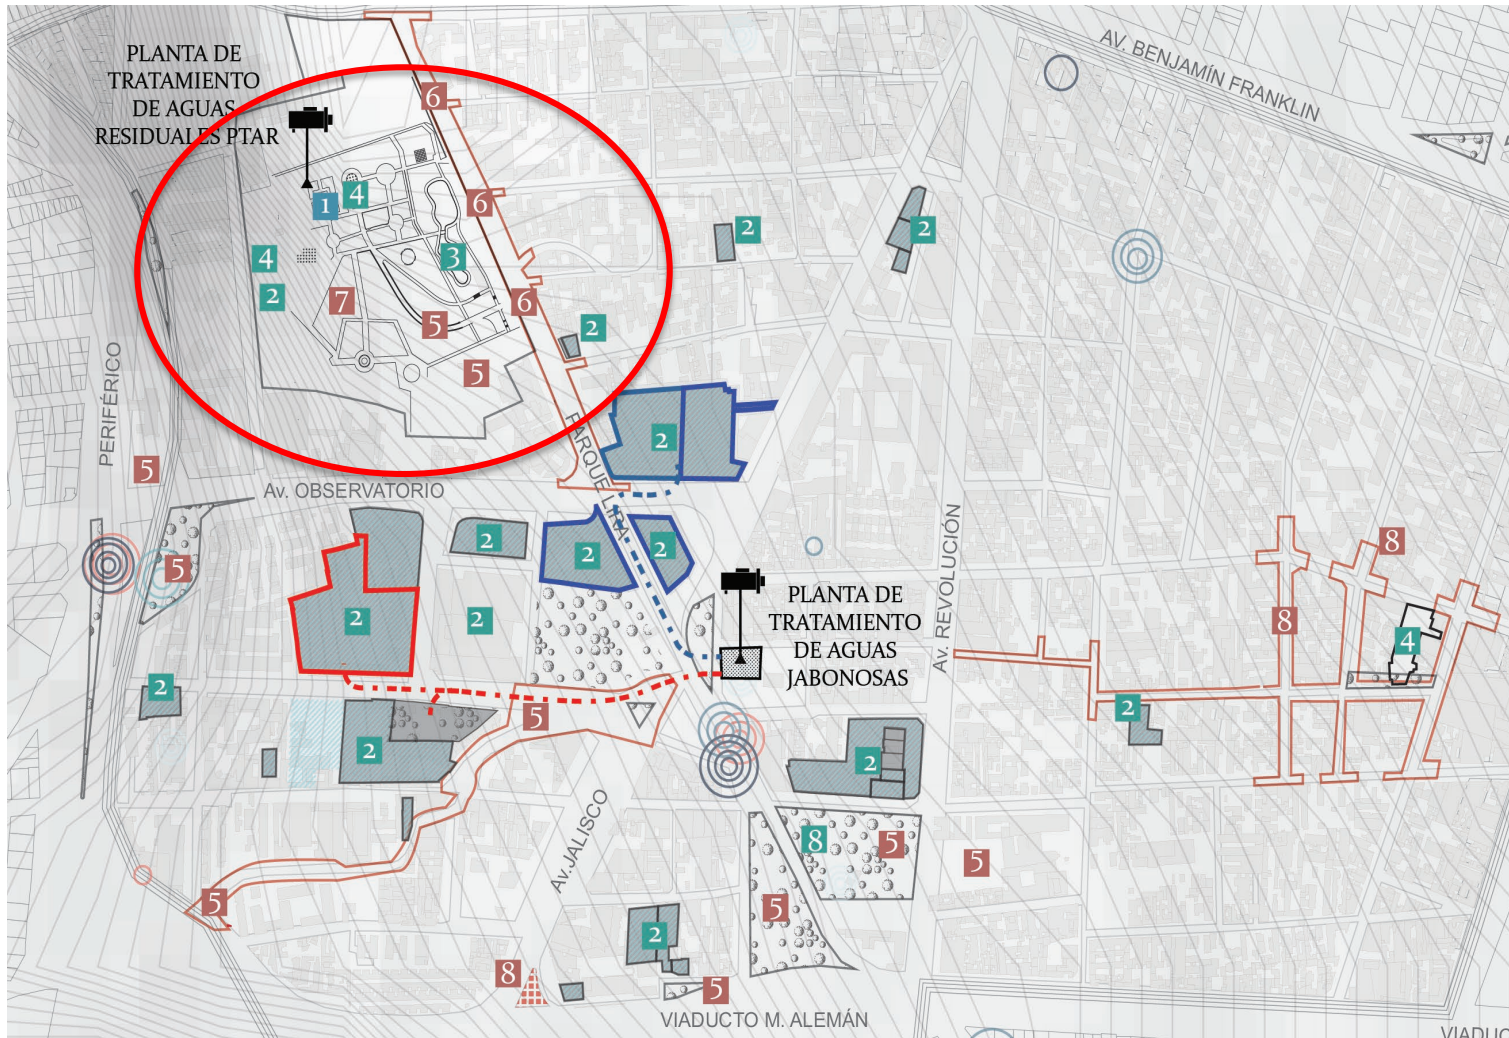 PLANTA DE
TRATAMIENTO
DE AGUAS
RESIDUALES PTAR
AV. BENJAMÍN FRANKLIN
6
1
4
6
2
2
4
3
2
7
6
5
2
5
PERIFÉRICO
5
Av. OBSERVATORIO
PARQUE LIRA
2
2
2
2
5
8
PLANTA DE
TRATAMIENTO
DE AGUAS
JABONOSAS
Av. REVOLUCIÓN
2
2
8
4
2
5
2
2
2
Av. JALISCO
8
5
5
5
5
2
5
8
5
VIADUCTO M. ALEMÁN
VIADUC